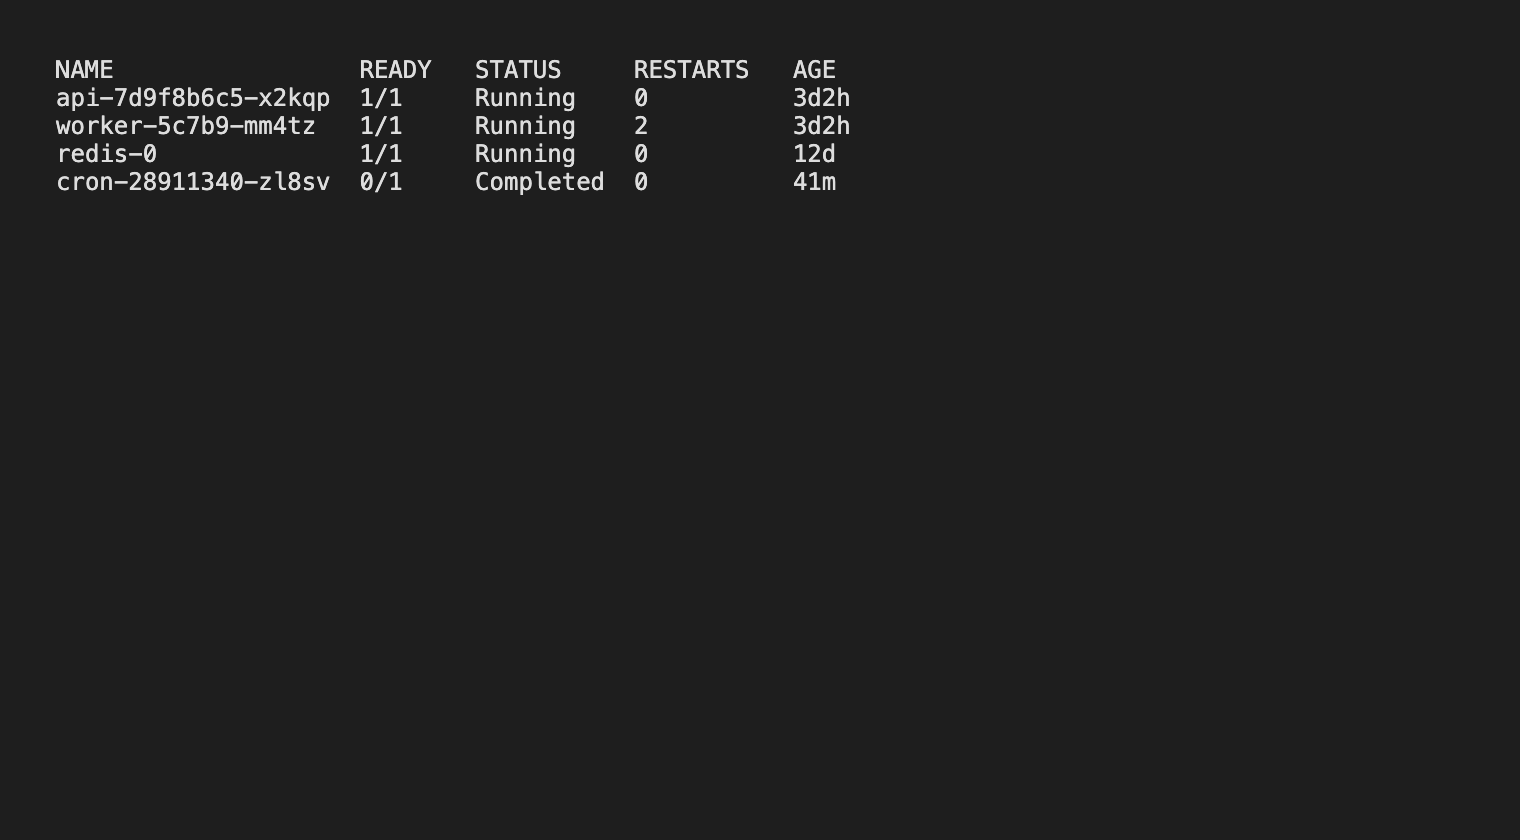 NAME                 READY   STATUS     RESTARTS   AGE
api-7d9f8b6c5-x2kqp  1/1     Running    0          3d2h
worker-5c7b9-mm4tz   1/1     Running    2          3d2h
redis-0              1/1     Running    0          12d
cron-28911340-zl8sv  0/1     Completed  0          41m